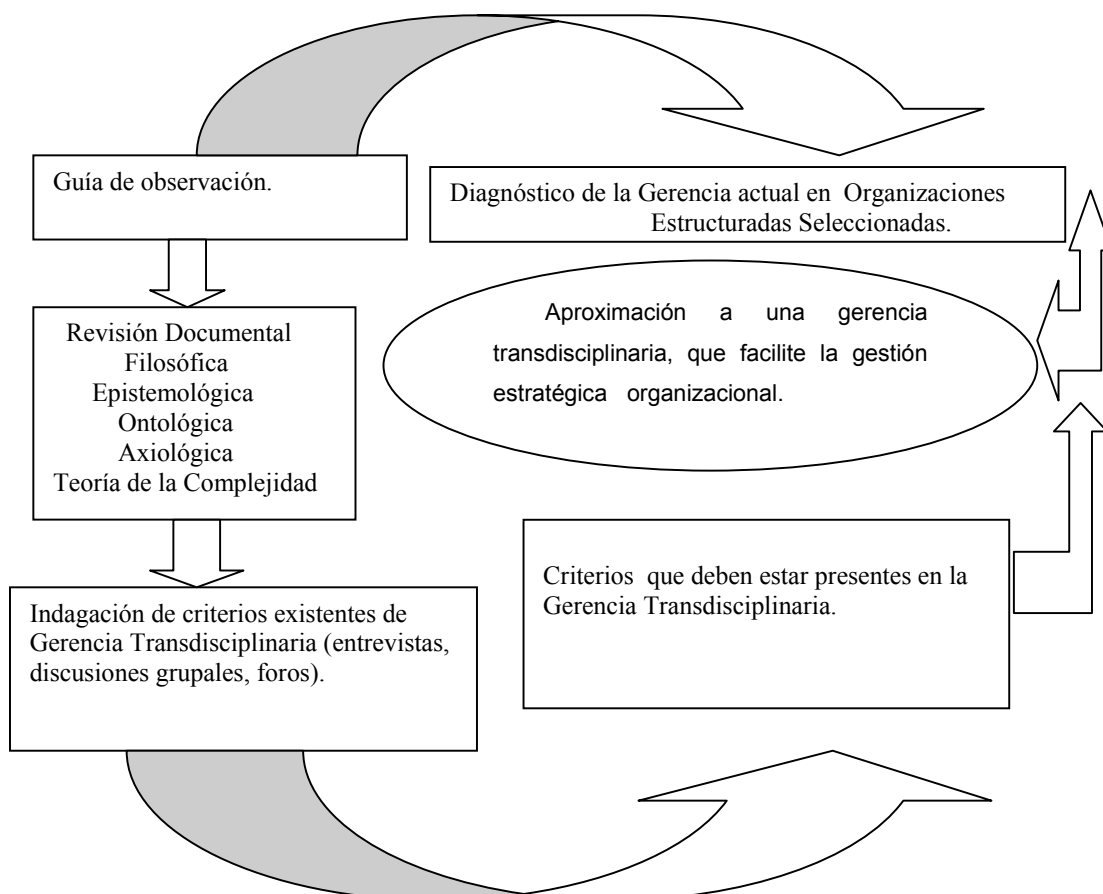 Guía de observación.
Diagnóstico de la Gerencia actual en Organizaciones
Estructuradas Seleccionadas.
Revisión Documental
Filosófica
Epistemológica
Ontológica
Axiológica
Teoría de la Complejidad
Aproximación a una gerencia
transdisciplinaria, que facilite la gestión
estratégica organizacional.
Indagación de criterios existentes de
Gerencia Transdisciplinaria (entrevistas,
discusiones grupales, foros).
Criterios que deben estar presentes en la
Gerencia Transdisciplinaria.